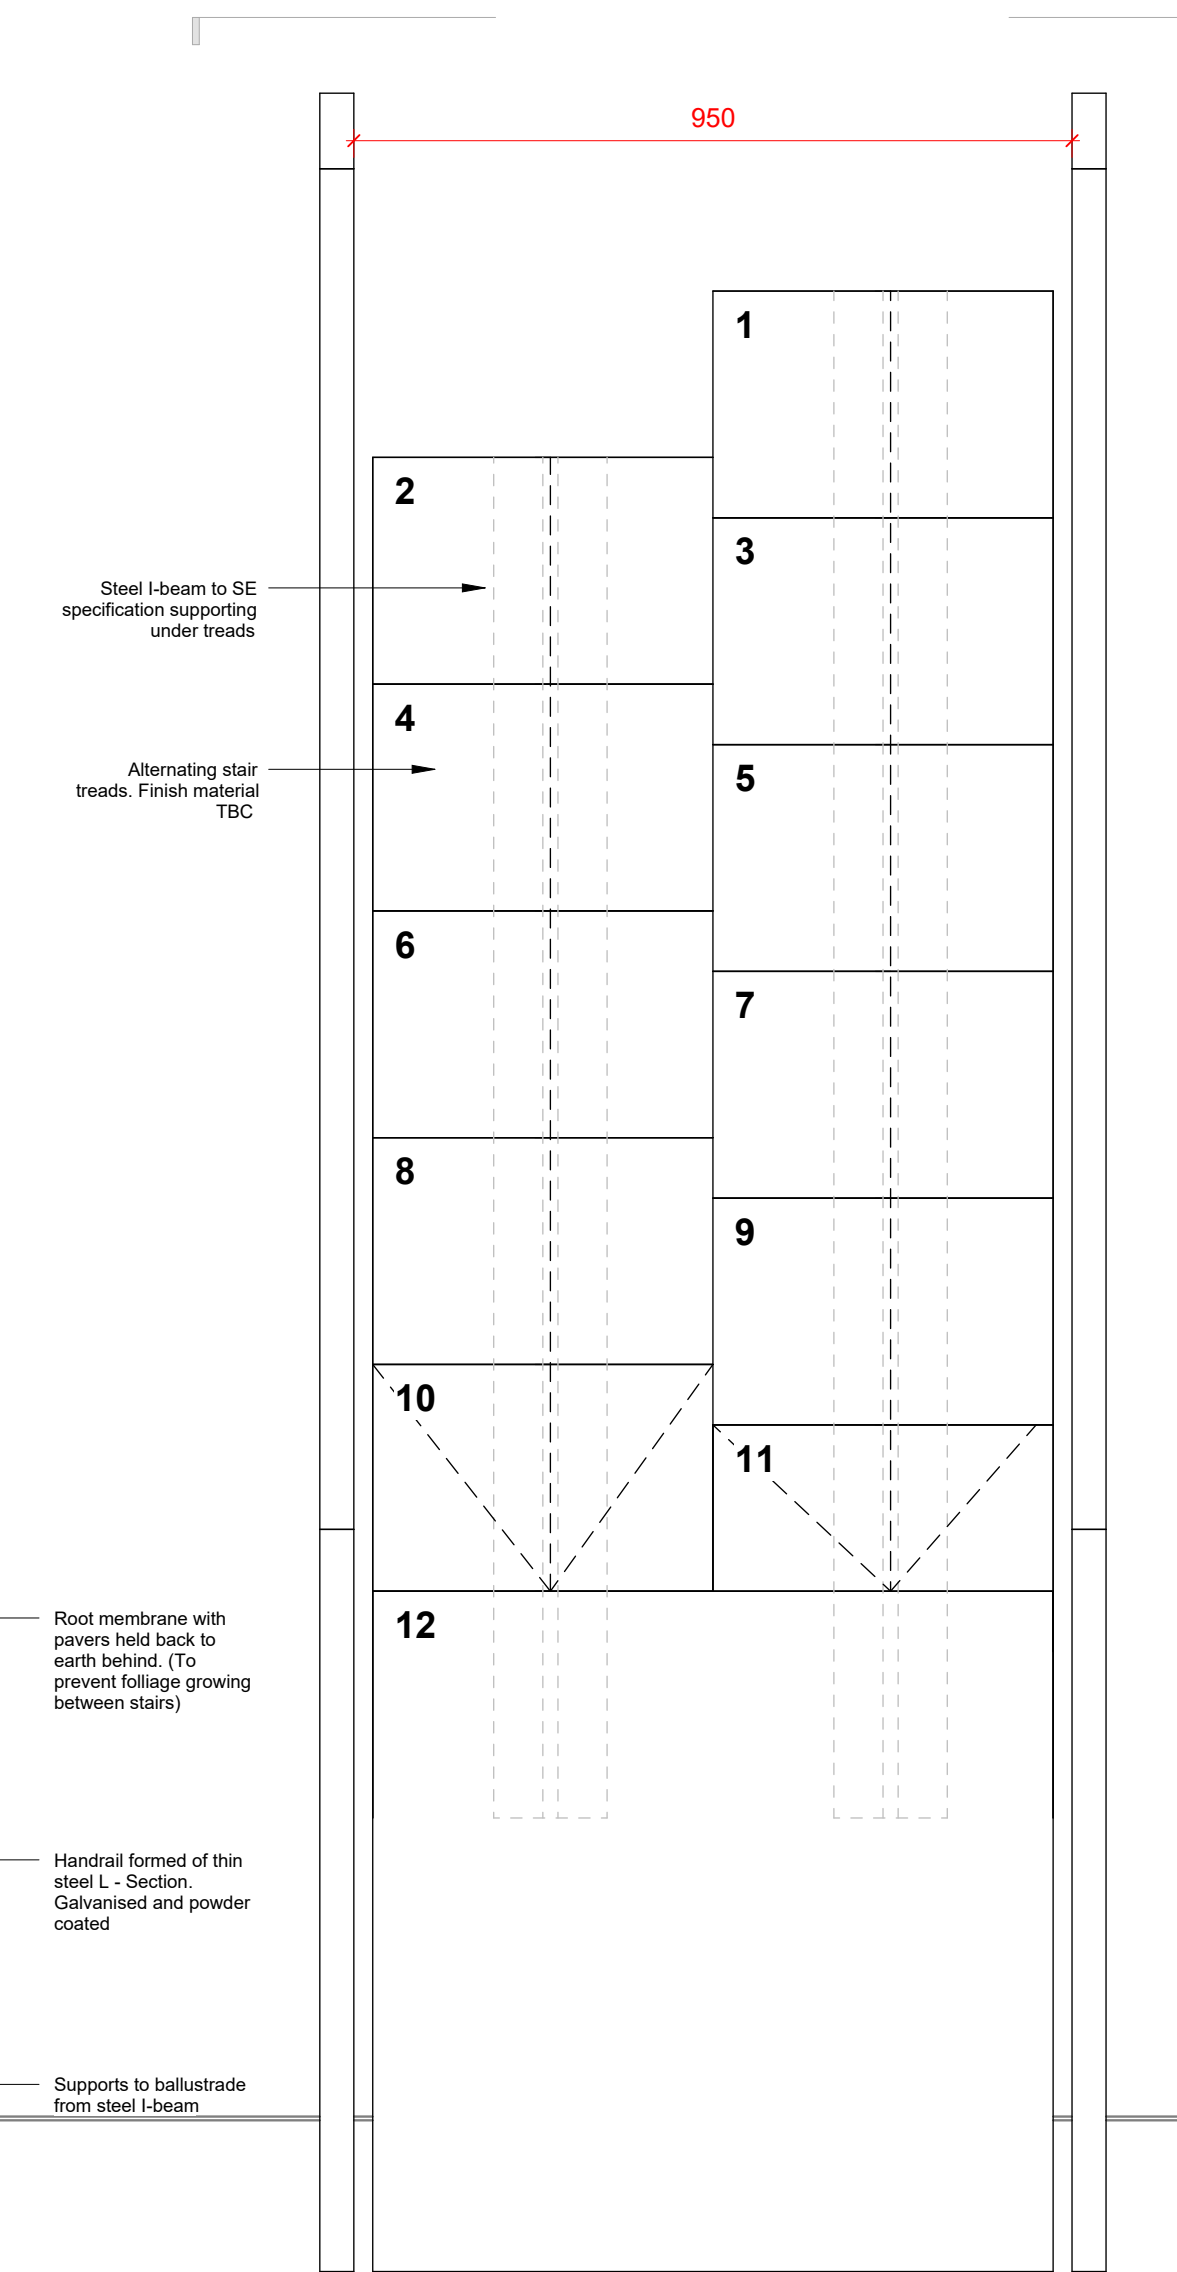 950
1
2
3
Steel I-beam to SE
specification supporting
under treads
4
Alternating stair
treads. Finish material
TBC
5
6
7
8
9
10
11
12
Root membrane with
pavers held back to
earth behind. (To
prevent folliage growing
between stairs)
Handrail formed of thin
steel L - Section.
Galvanised and powder
coated
Supports to ballustrade
from steel I-beam